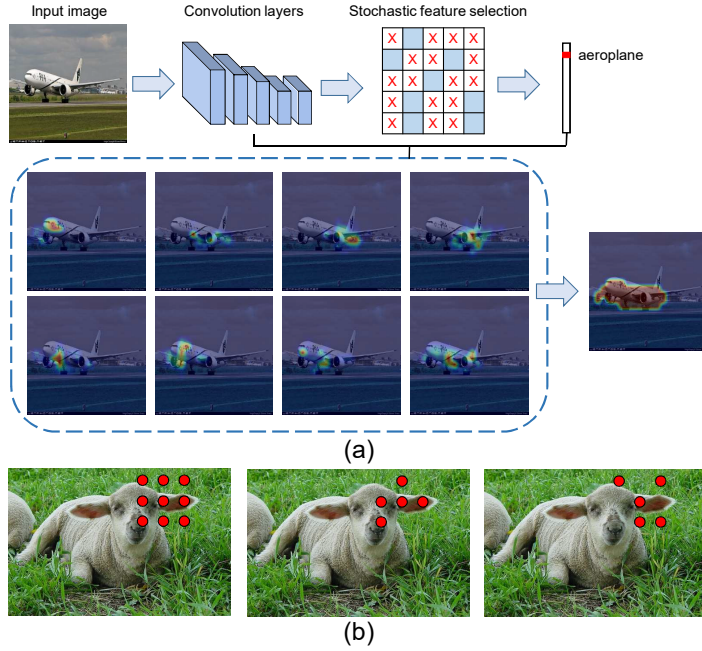 Input image
Convolution layers
Stochastic feature selection
X X X X
X X X
X X X X
X X X
X X X
aeroplane
(a)
(b)